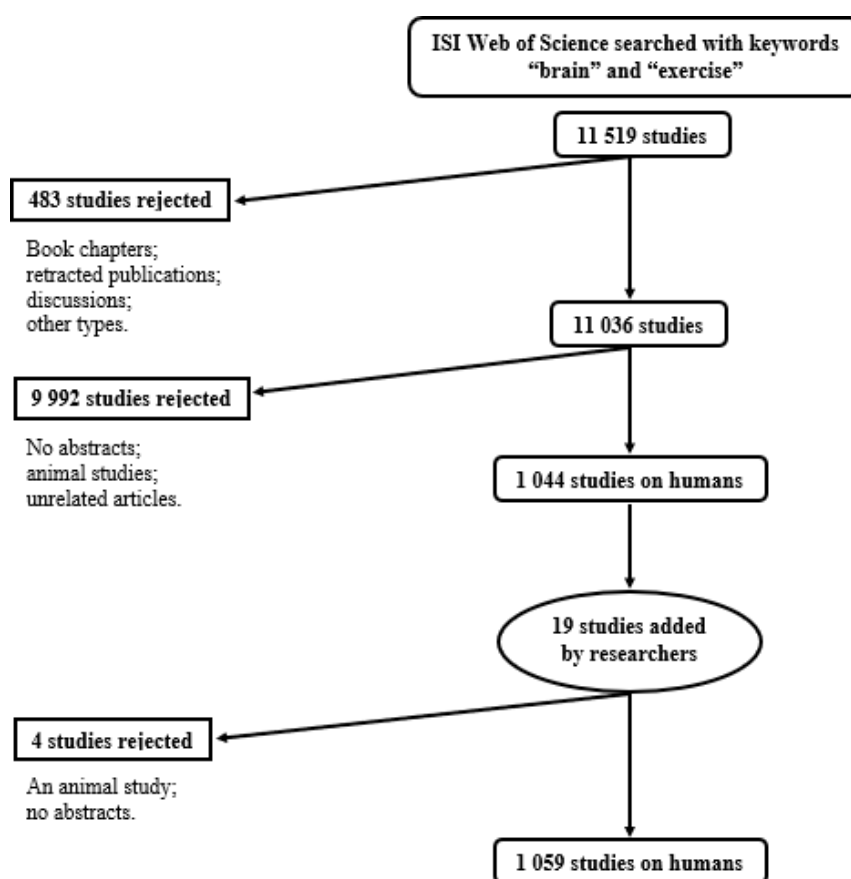 ISI Web of Science searched with keywords
“brain” and “exercise”
11 519 studies
483 studies rejected
Book chapters;
retracted publications;
discussions;
other types.
11 036 studies
9 992 studies rejected
No abstracts;
animal studies;
unrelated articles.
1 044 studies on humans
19 studies added
by researchers
4 studies rejected
An animal study;
no abstracts.
1 059 studies on humans